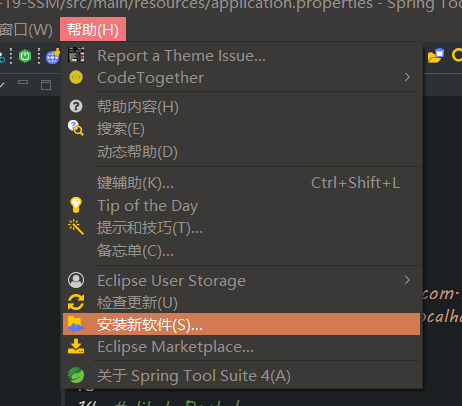 -19-SSM/src/main/resources/application.properties - Spring Tool
窗口(W) 帮助(H)
Report a Theme Issue...
CodeTogether
帮助内容(H)
搜索(E)
动态帮助(D)
键辅助(K)... Ctrl+Shift+L
Tip of the Day
提示和技巧(T)...
备忘单(C)...
Eclipse User Storage
检查更新(U)
com-
安装新软件(S)...
localha
Eclipse Marketplace...
关于 Spring Tool Suite 4(A)